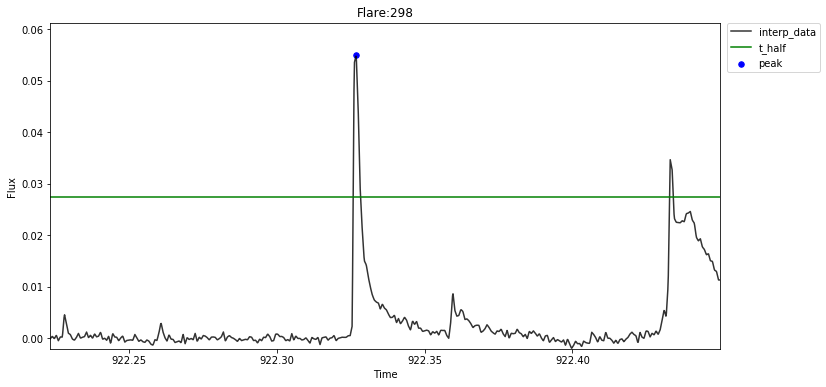 Flare:298
interp_data
t_half
peak
0.06
0.05
0.04
0.03
0.02
0.01
0.00
Flux
922.25
922.30
922.35
922.40
Time